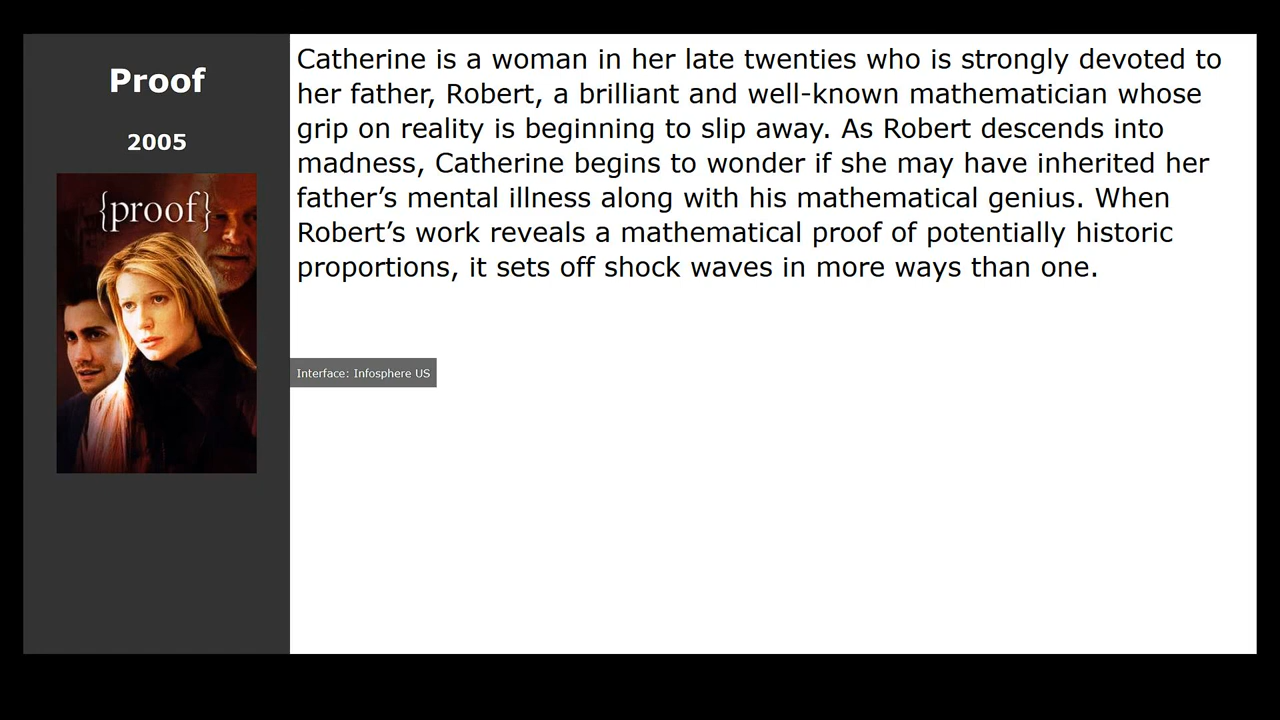 Proof
2005
{proof}
Catherine is a woman in her late twenties who is strongly devoted to
her father, Robert, a brilliant and well-known mathematician whose
grip on reality is beginning to slip away. As Robert descends into
madness, Catherine begins to wonder if she may have inherited her
father’s mental illness along with his mathematical genius. When
Robert’s work reveals a mathematical proof of potentially historic
proportions, it sets off shock waves in more ways than one.
Interface: Infosphere US